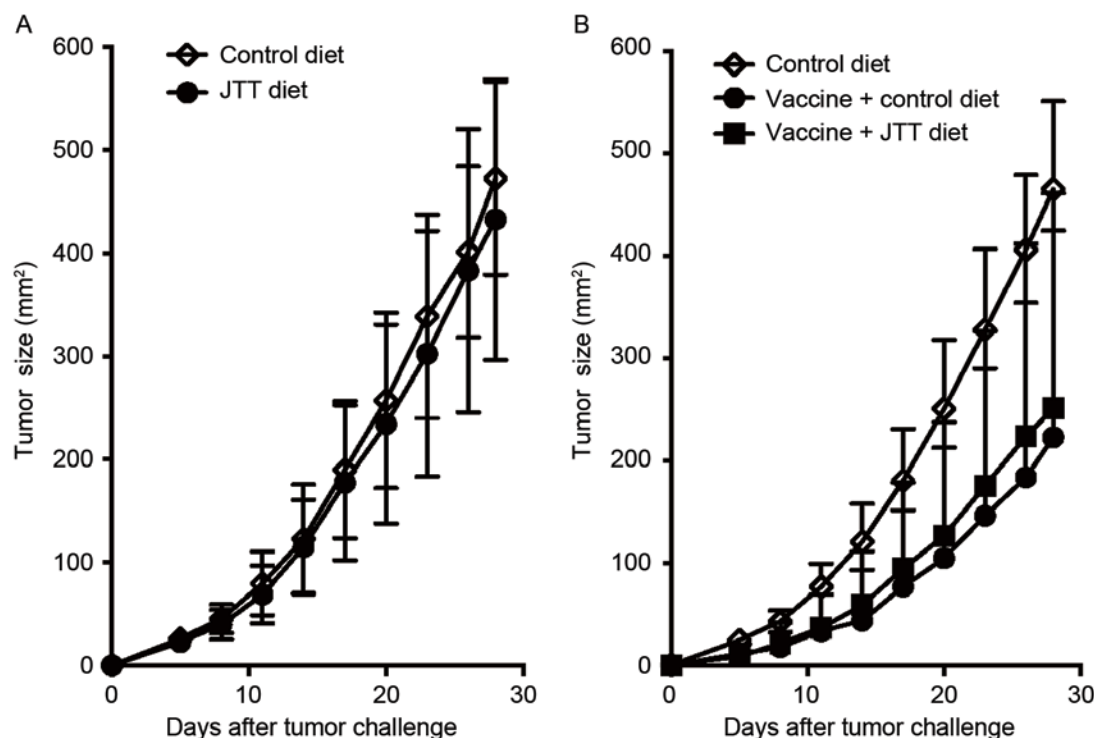 A
600
500
400
300
200
100
0
Tumor size (mm²)
Control diet
JTT diet
0 10 20 30
Days after tumor challenge
B
600
500
400
300
200
100
0
Tumor size (mm²)
Control diet
Vaccine + control diet
Vaccine + JTT diet
0 10 20 30
Days after tumor challenge